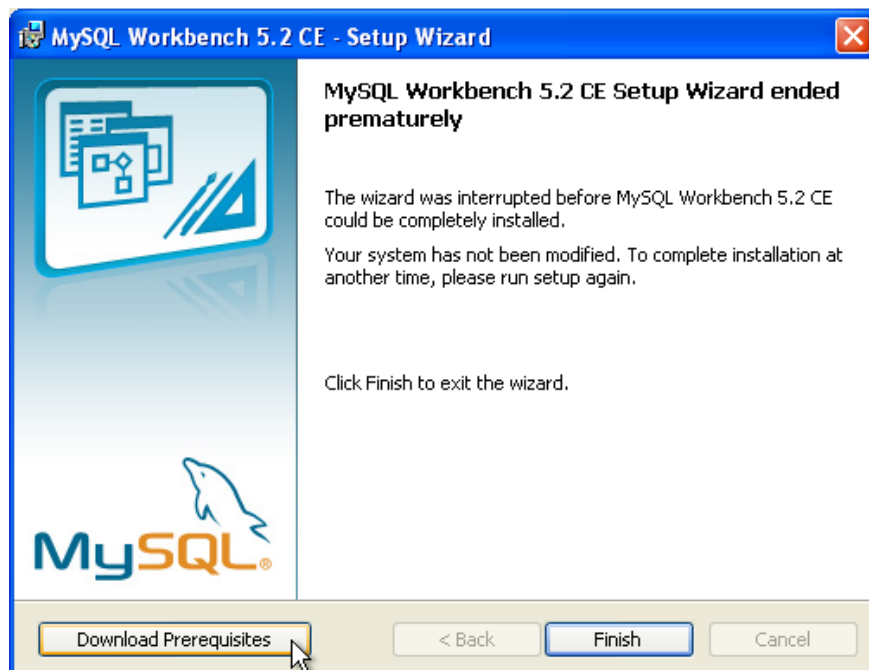 MySQL Workbench 5.2 CE - Setup Wizard
MySQL Workbench 5.2 CE Setup Wizard ended
prematurely
The wizard was interrupted before MySQL Workbench 5.2 CE
could be completely installed.
Your system has not been modified. To complete installation at
another time, please run setup again.
Click Finish to exit the wizard.
MySQL®
Download Prerequisites
< Back
Finish
Cancel